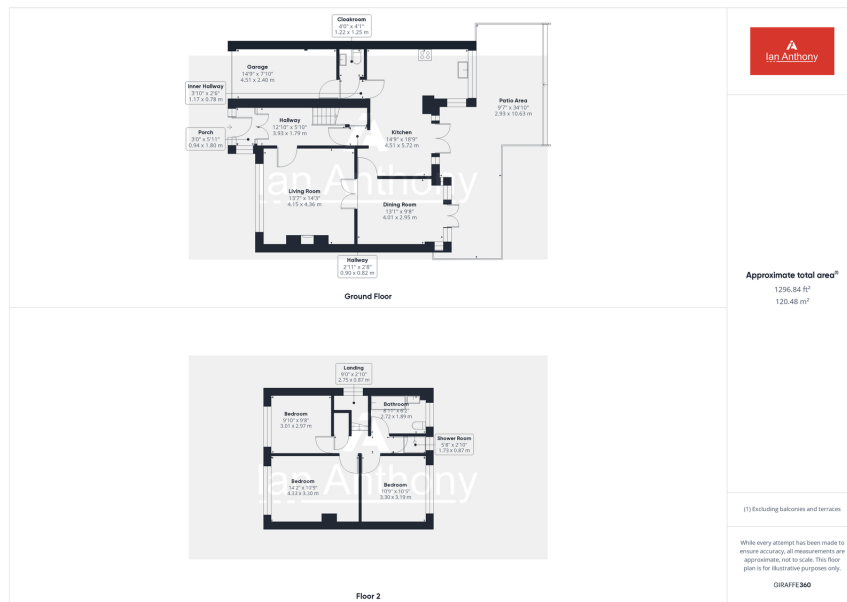 Cloakroom
4'0" x 4'1"
1.22 x 1.25 m
Garage
14'9" x 7'10"
4.51 x 2.40 m
Inner Hallway
3'10" x 2'6"
1.17 x 0.78 m
Hallway
12'10" x 5'10"
3.93 x 1.79 m
Porch
3'0" x 5'11"
0.94 x 1.80 m
Kitchen
14'9" x 18'9"
4.51 x 5.72 m
Patio Area
9'7" x 34'10"
2.93 x 10.63 m
Living Room
13'7" x 14'3"
4.15 x 4.36 m
Dining Room
13'1" x 9'8"
4.01 x 2.95 m
Hallway
2'11" x 2'8"
0.90 x 0.82 m
Ian Anthony
Ground Floor
Landing
9'0" x 2'10"
2.75 x 0.87 m
Bedroom
9'10" x 9'8"
3.01 x 2.97 m
Bathroom
8'11" x 6'2"
2.72 x 1.89 m
Shower Room
5'8" x 2'10"
1.73 x 0.87 m
Bedroom
14'2" x 10'9"
4.33 x 3.30 m
Bedroom
10'9" x 10'5"
3.30 x 3.19 m
Ian Anthony
Floor 2
Ian Anthony
Approximate total area(1)
1296.84 ft²
120.48 m²
(1) Excluding balconies and terraces
While every attempt has been made to
ensure accuracy, all measurements are
approximate, not to scale. This floor
plan is for illustrative purposes only.
GIRAFFE360